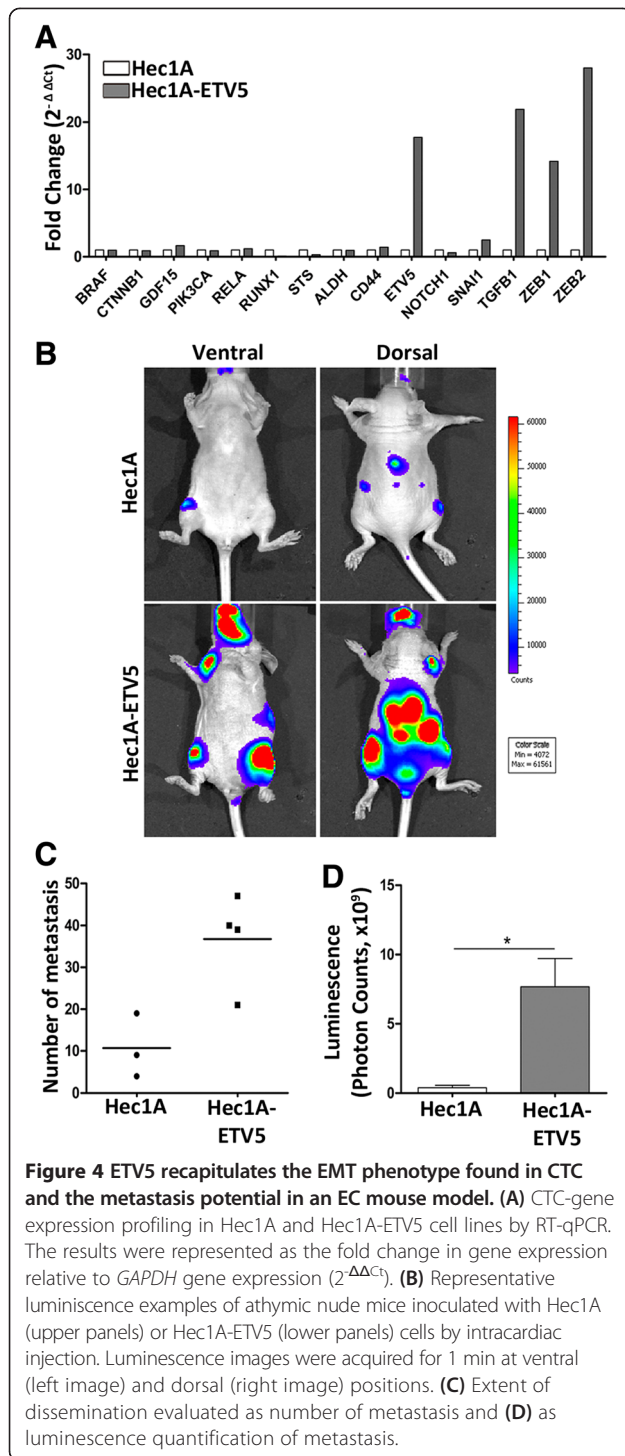 A
Fold Change (2^-Δ ΔCt)
30
20
10
0
Hec1A
Hec1A-ETV5
BRAF
CTNNB1
GDF15
PIK3CA
RELA
RUNX1
STS
ALDH
CD44
ETV5
NOTCH1
SNAI1
TGFB1
ZEB1
ZEB2
B
Ventral
Dorsal
Hec1A
Hec1A-ETV5
60000
50000
40000
30000
20000
10000
Counts
Color Scale
Min = 4072
Max = 61561
C
Number of metastasis
50
40
30
20
10
0
Hec1A
Hec1A-
ETV5
D
Luminescence
(Photon Counts, x10⁹)
15
10
5
0
*
Hec1A
Hec1A-
ETV5
Figure 4 ETV5 recapitulates the EMT phenotype found in CTC
and the metastasis potential in an EC mouse model. (A) CTC-gene
expression profiling in Hec1A and Hec1A-ETV5 cell lines by RT-qPCR.
The results were represented as the fold change in gene expression
relative to GAPDH gene expression (2^-ΔΔCt). (B) Representative
luminiscence examples of athymic nude mice inoculated with Hec1A
(upper panels) or Hec1A-ETV5 (lower panels) cells by intracardiac
injection. Luminescence images were acquired for 1 min at ventral
(left image) and dorsal (right image) positions. (C) Extent of
dissemination evaluated as number of metastasis and (D) as
luminescence quantification of metastasis.